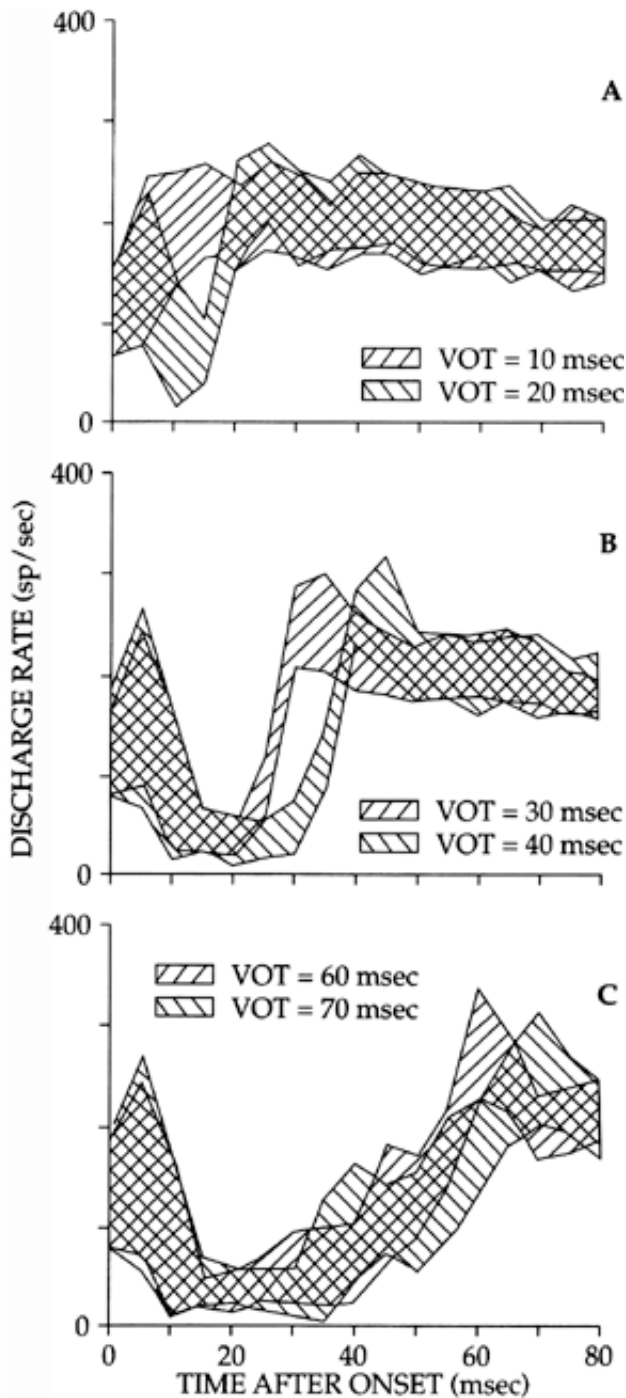 400
A
VOT = 10 msec
VOT = 20 msec
0
400
B
DISCHARGE RATE (sp/sec)
VOT = 30 msec
VOT = 40 msec
0
400
VOT = 60 msec
VOT = 70 msec
C
0
0 20 40 60 80
TIME AFTER ONSET (msec)